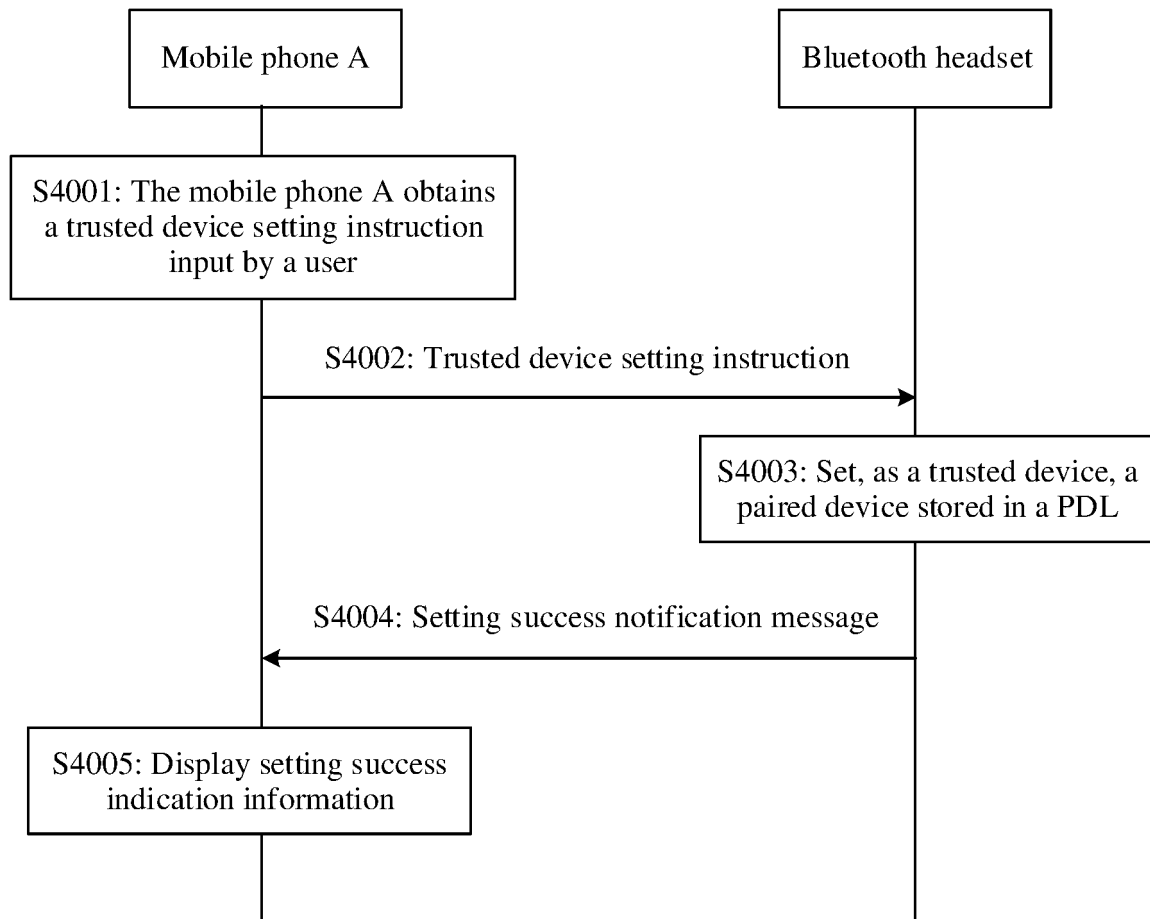 Mobile phone A
Bluetooth headset
S4001: The mobile phone A obtains
a trusted device setting instruction
input by a user
S4002: Trusted device setting instruction
S4003: Set, as a trusted device, a
paired device stored in a PDL
S4004: Setting success notification message
S4005: Display setting success
indication information